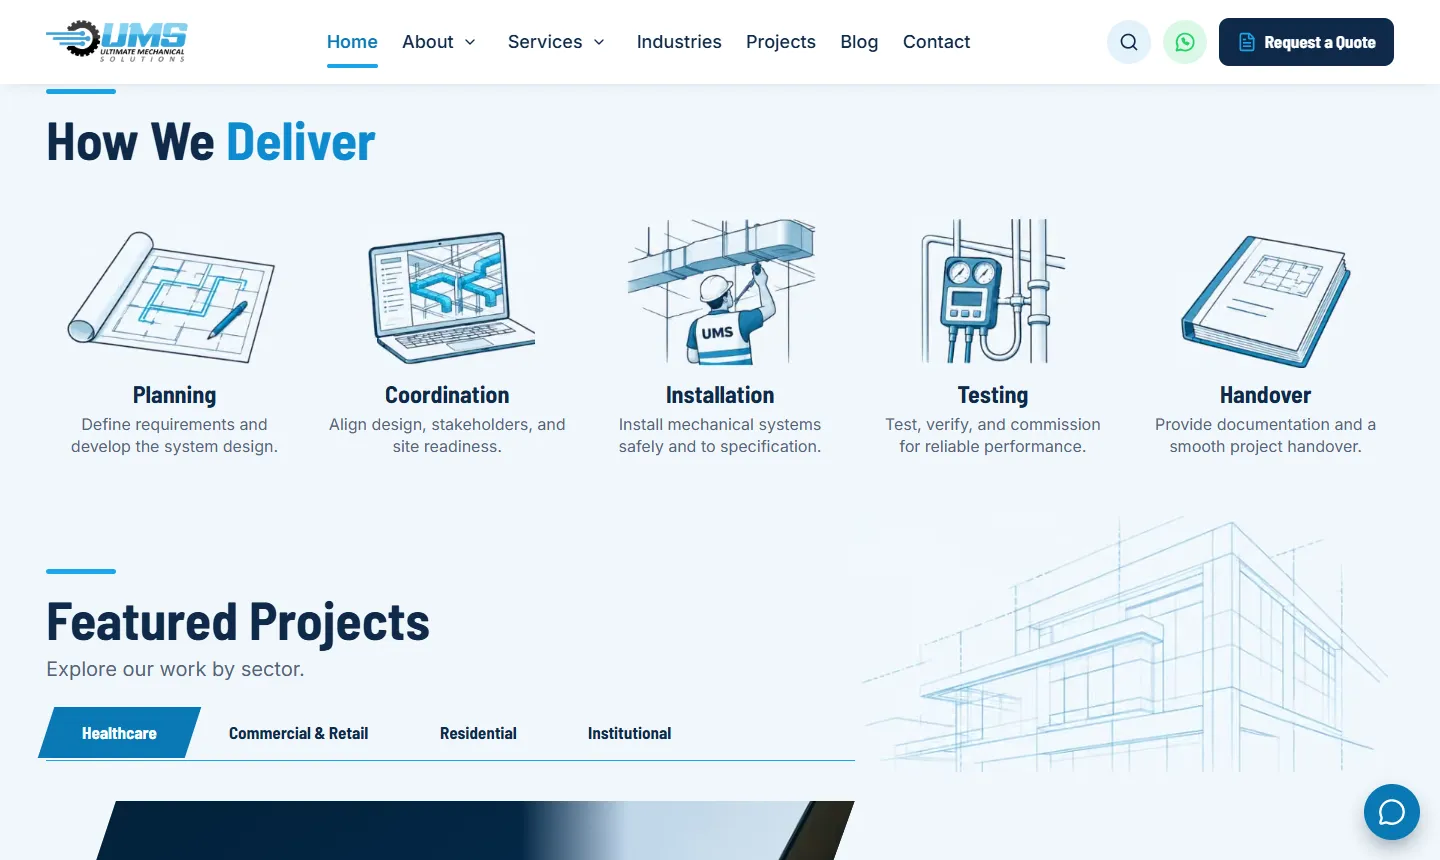 UMS
ULTIMATE MECHANICAL
SOLUTIONS
Home
About
Services
Industries
Projects
Blog
Contact
Request a Quote
How We Deliver
UMS
Planning
Define requirements and
develop the system design.
Coordination
Align design, stakeholders, and
site readiness.
Installation
Install mechanical systems
safely and to specification.
Testing
Test, verify, and commission
for reliable performance.
Handover
Provide documentation and a
smooth project handover.
Featured Projects
Explore our work by sector.
Healthcare
Commercial & Retail
Residential
Institutional